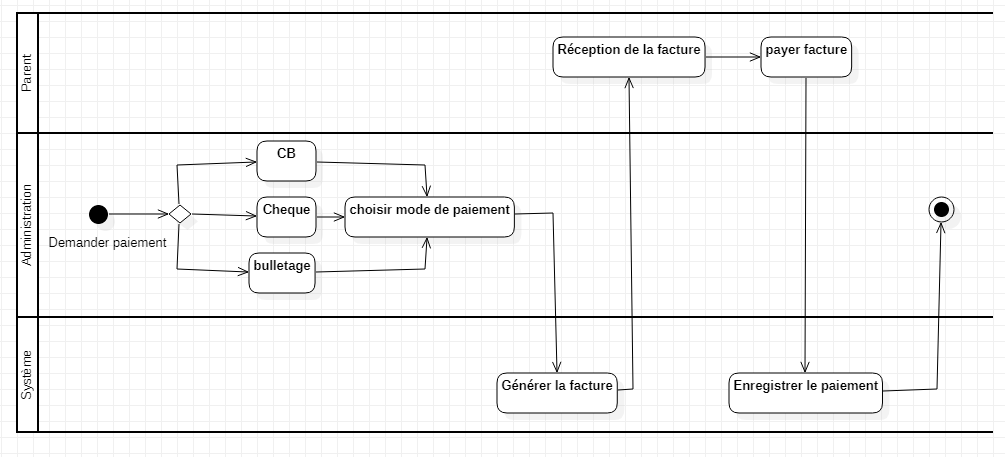 Parent
Réception de la facture
payer facture
Administration
Demander paiement
CB
Cheque
bulletage
choisir mode de paiement
Système
Générer la facture
Enregistrer le paiement